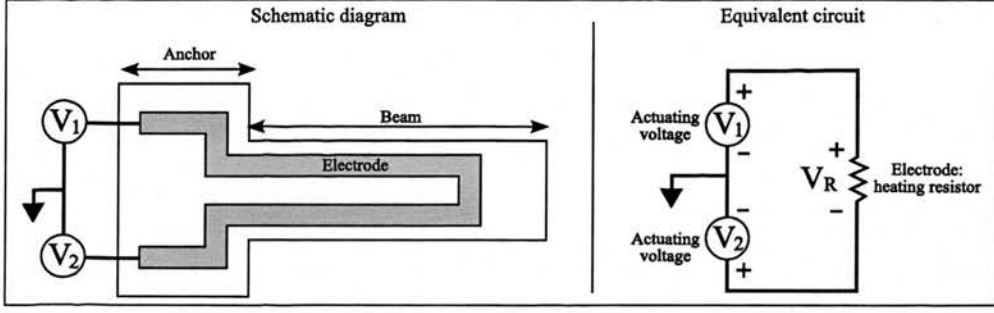 Schematic diagram
Anchor
Beam
Electrode
V1
V2
Equivalent circuit
+
Actuating
voltage
V1
-
+
VR
-
Electrode:
heating resistor
-
Actuating
voltage
V2
+